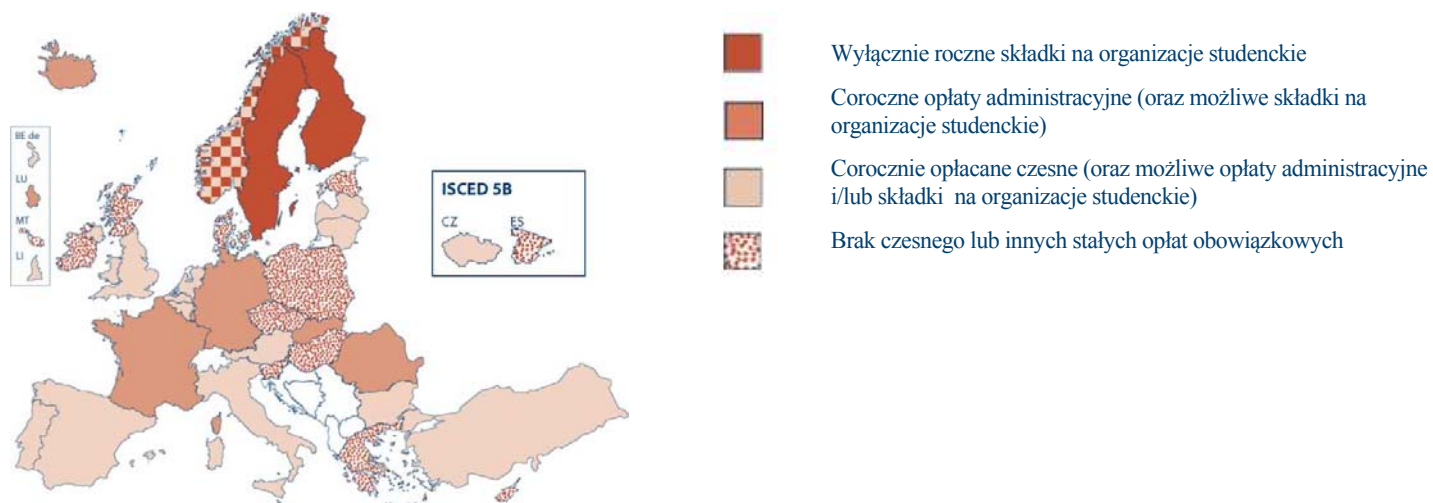 BE de
LU
MT
LI
ISCED 5B
CZ
ES
Wyłącznie roczne składki na organizacje studenckie
Coroczne opłaty administracyjne (oraz możliwe składki na
organizacje studenckie)
Corocznie opłacane czesne (oraz możliwe opłaty administracyjne
i/lub składki na organizacje studenckie)
Brak czesnego lub innych stałych opłat obowiązkowych